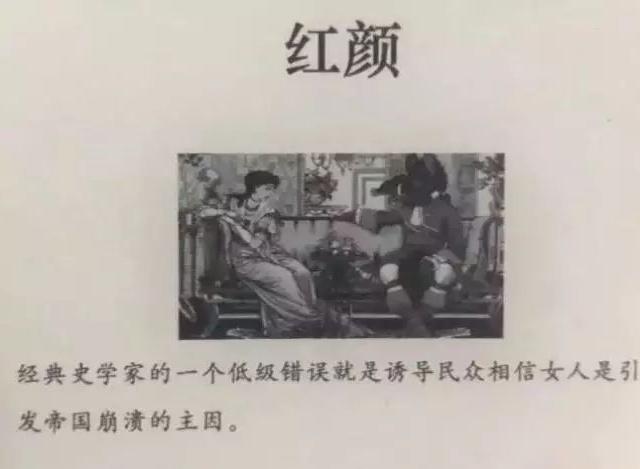 红颜
经典史学家的一个低级错误就是诱导民众相信女人是引
发帝国崩溃的主因。